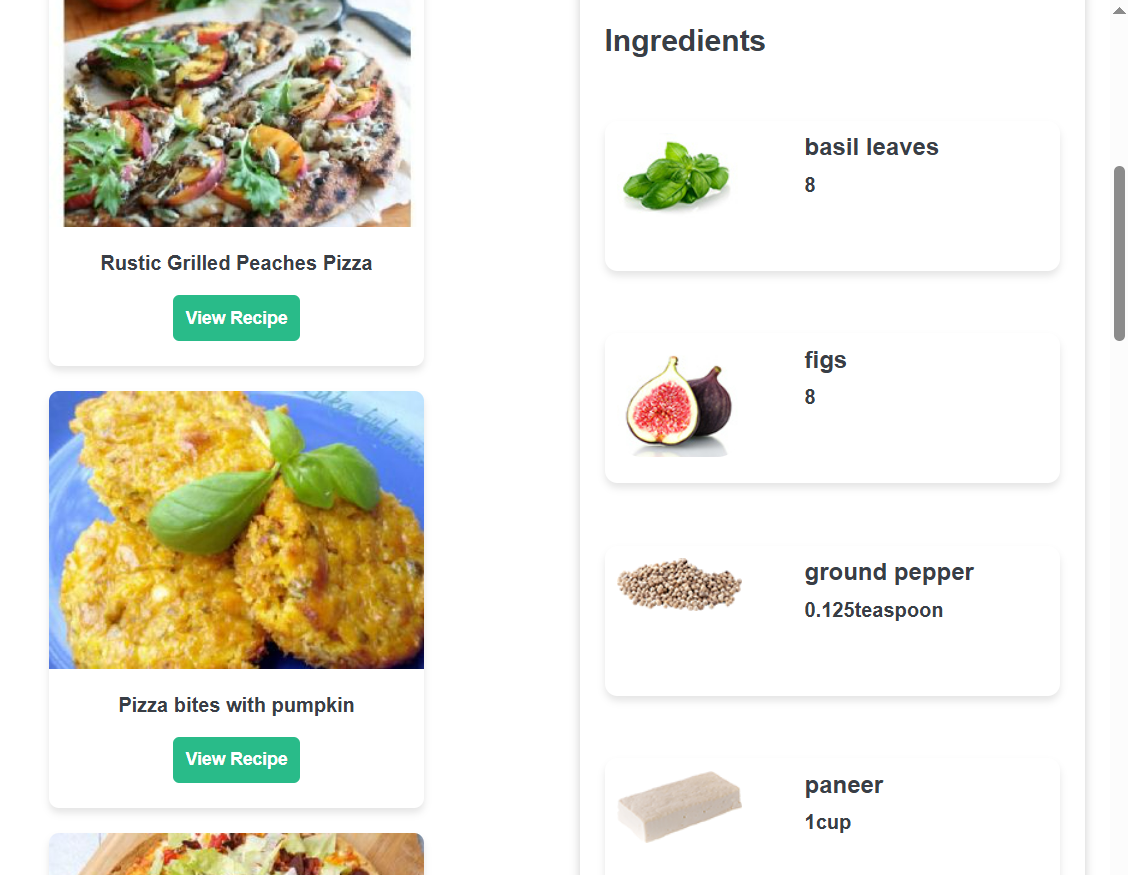 Rustic Grilled Peaches Pizza
View Recipe
Pizza bites with pumpkin
View Recipe
Ingredients
basil leaves
8
figs
8
ground pepper
0.125teaspoon
paneer
1cup